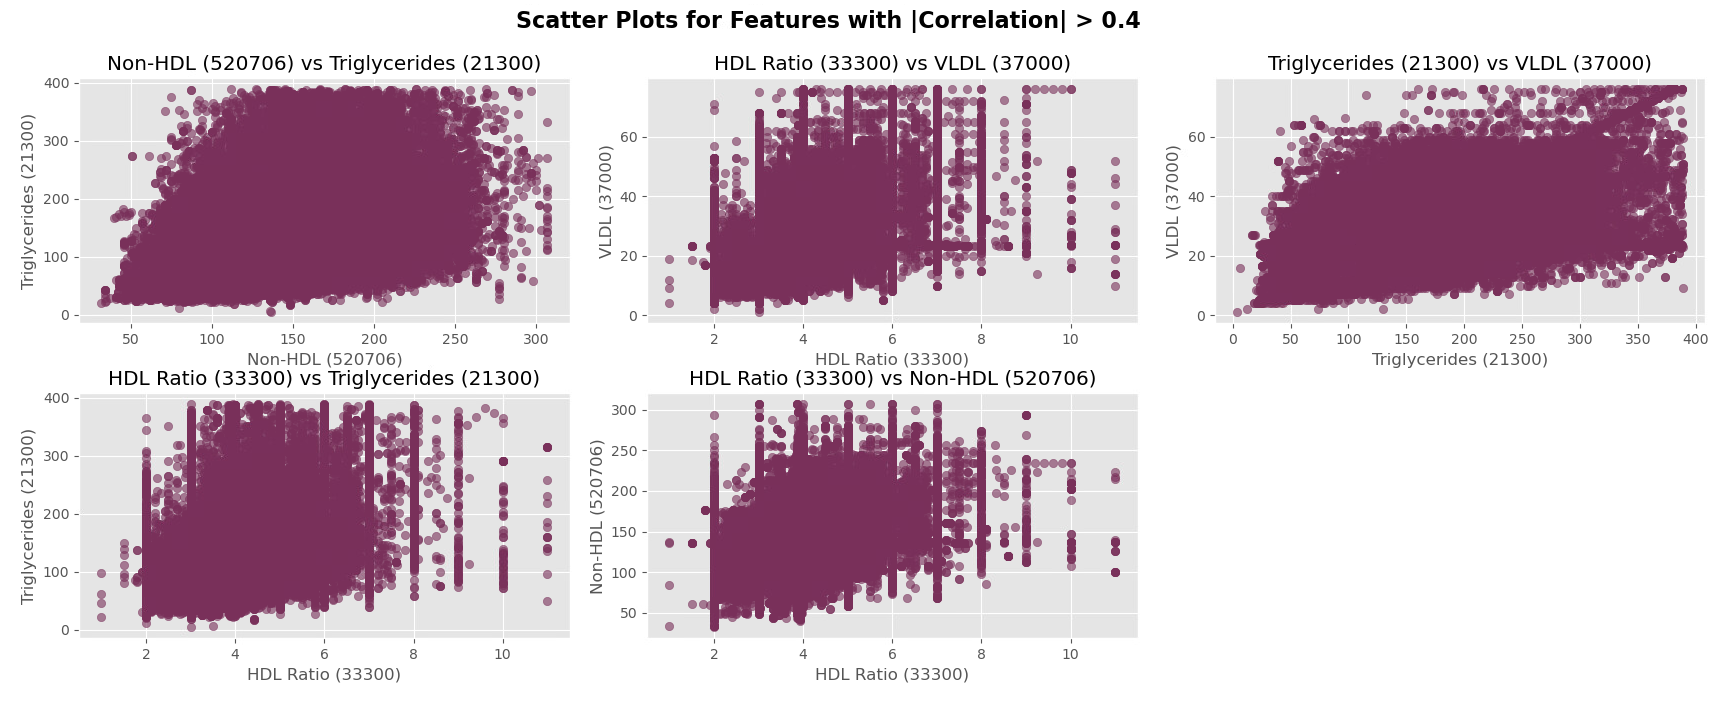 Scatter Plots for Features with |Correlation| > 0.4
Non-HDL (520706) vs Triglycerides (21300)
Triglycerides (21300)
400
300
200
100
0
50 100 150 200 250 300
Non-HDL (520706)
HDL Ratio (33300) vs VLDL (37000)
VLDL (37000)
60
40
20
0
2 4 6 8 10
HDL Ratio (33300)
Triglycerides (21300) vs VLDL (37000)
VLDL (37000)
60
40
20
0
0 50 100 150 200 250 300 350 400
Triglycerides (21300)
HDL Ratio (33300) vs Triglycerides (21300)
Triglycerides (21300)
400
300
200
100
0
2 4 6 8 10
HDL Ratio (33300)
HDL Ratio (33300) vs Non-HDL (520706)
Non-HDL (520706)
300
250
200
150
100
50
2 4 6 8 10
HDL Ratio (33300)